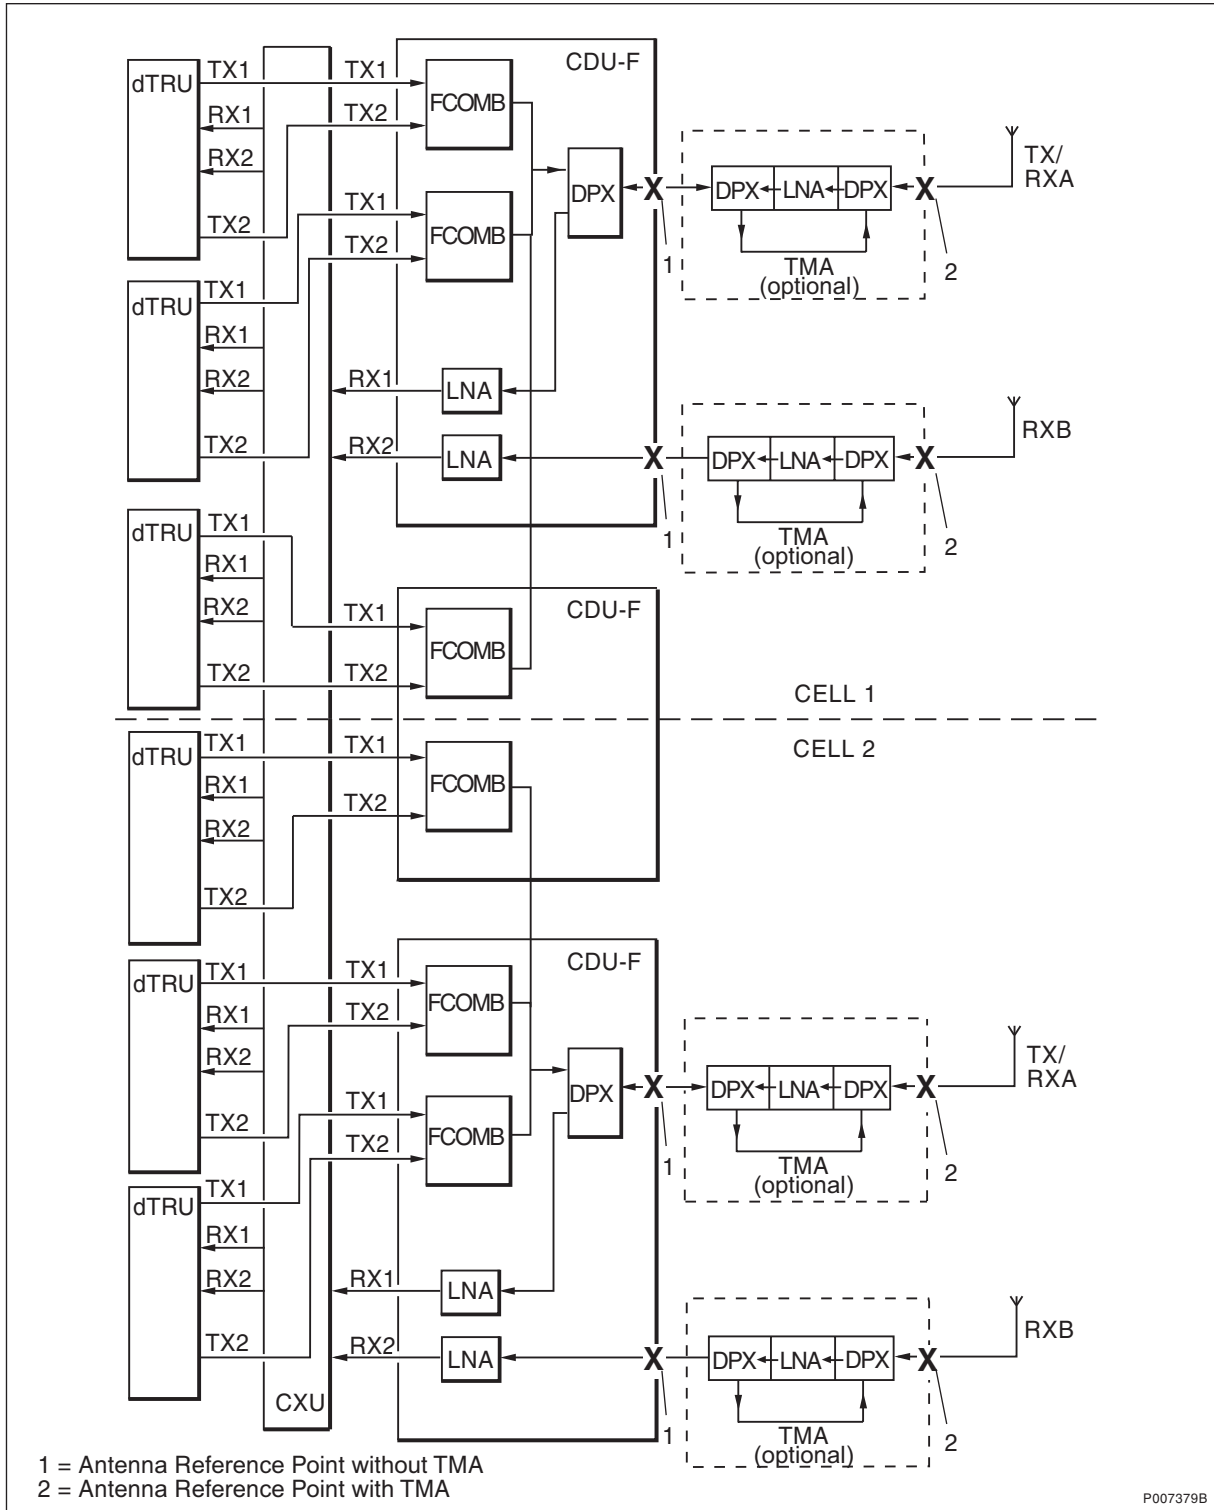 CDU-F
dTRU TX1 TX1 FCOMB
RX1 TX2
RX2
TX/
RXA
DPX DPX LNA DPX
TX2 TX1 FCOMB
TX2
1 TMA 2
(optional)
dTRU TX1
RX1
RX2 RX1 LNA
RXB
TX2 RX2 LNA DPX LNA DPX
1 TMA 2
(optional)
dTRU TX1
RX1
RX2 TX1 CDU-F
FCOMB
TX2 TX2
CELL 1
CELL 2
dTRU TX1 TX1 FCOMB
RX1 TX2
RX2
TX2
CDU-F
dTRU TX1 TX1 FCOMB
RX1 TX2
RX2
TX/
RXA
DPX DPX LNA DPX
TX2 TX1 FCOMB
TX2
1 TMA 2
(optional)
dTRU TX1
RX1
RX2 RX1 LNA
RXB
TX2 RX2 LNA DPX LNA DPX
CXU
1 TMA 2
(optional)
1 = Antenna Reference Point without TMA
2 = Antenna Reference Point with TMA
P007379B